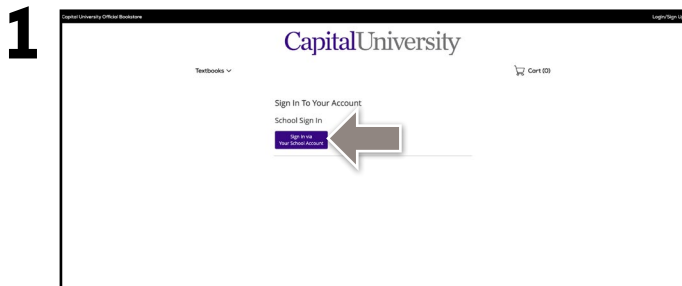 1
Capital University Official Bookstore
Login/Sign U
CapitalUniversity
Textbooks
Cart (0)
Sign In To Your Account
School Sign In
Sign in via
Your School Account